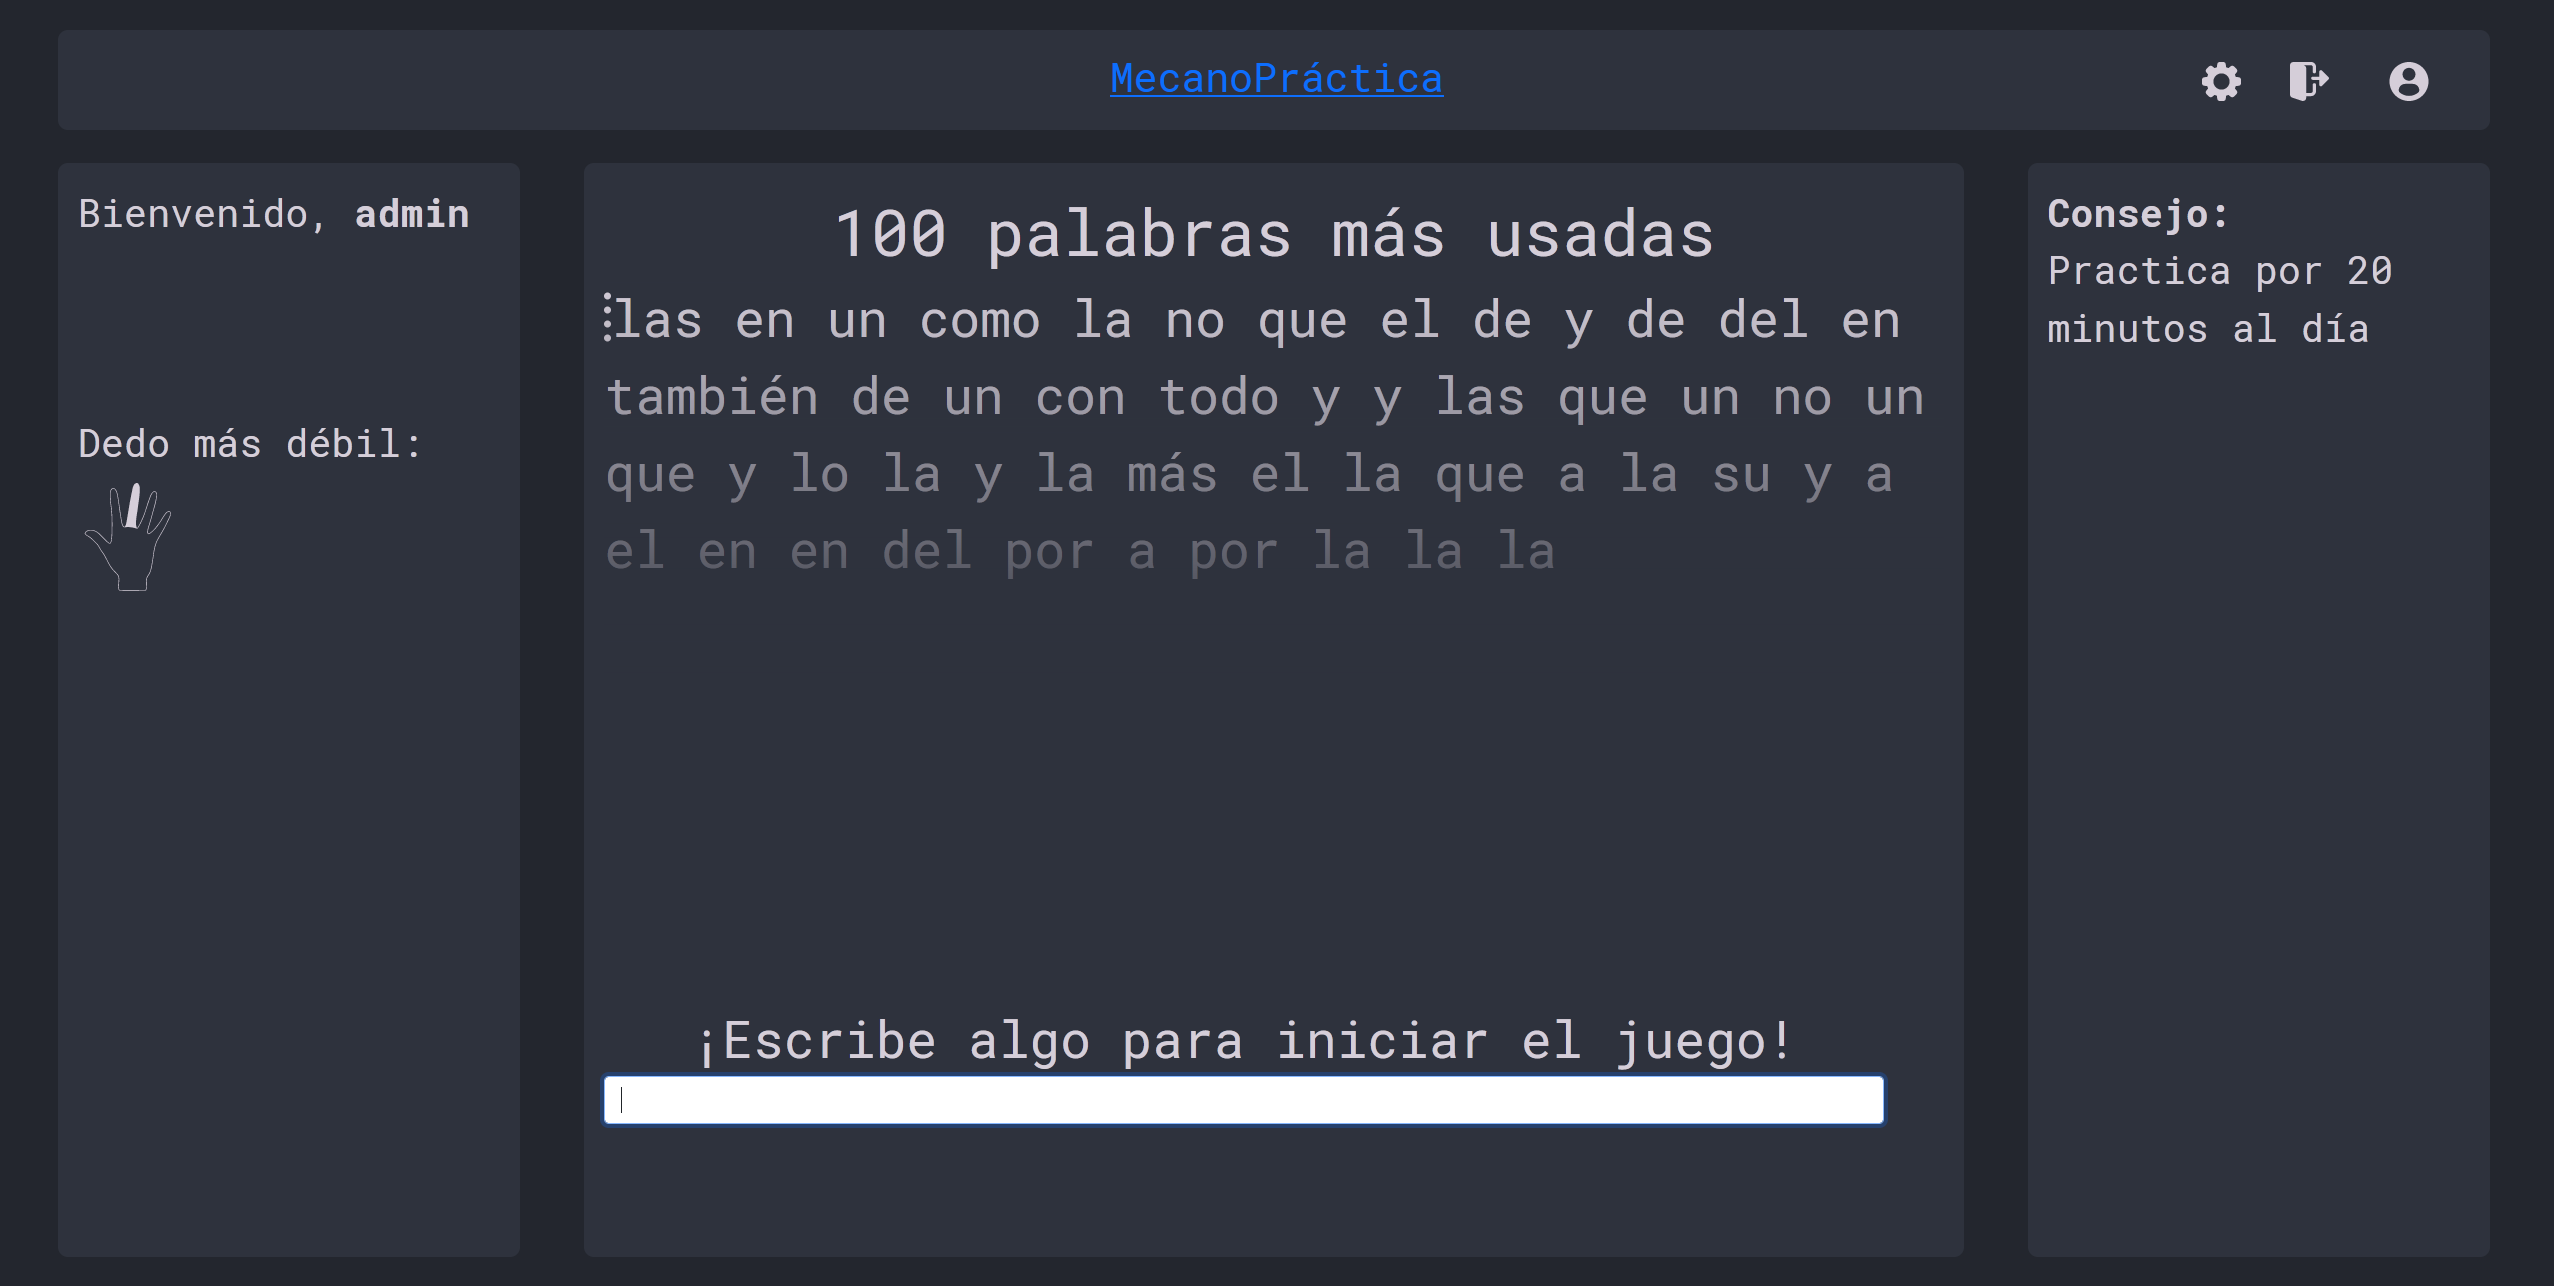 MecanoPráctica
Bienvenido, admin
Dedo más débil:
100 palabras más usadas
las en un como la no que el de y de del en
también de un con todo y y las que un no un
que y lo la y la más el la que a la su y a
el en en del por a por la la la
¡Escribe algo para iniciar el juego!
Consejo:
Practica por 20
minutos al día